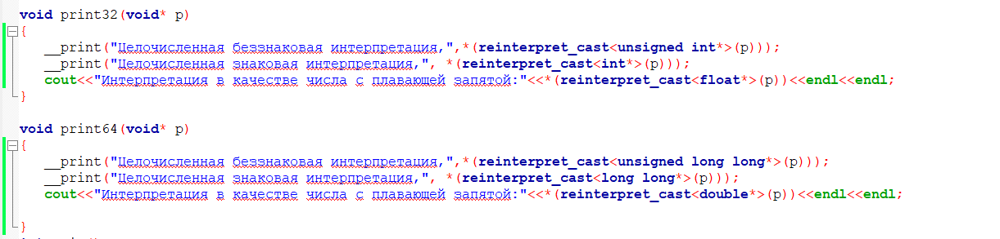 void print32(void* p)
{
    __print("Целочисленная беззнаковая интерпретация,",*(reinterpret_cast<unsigned int*>(p)));
    __print("Целочисленная знаковая интерпретация,", *(reinterpret_cast<int*>(p)));
    cout<<"Интерпретация в качестве числа с плавающей запятой:"<<*(reinterpret_cast<float*>(p))<<endl<<endl;
}
void print64(void* p)
{
    __print("Целочисленная беззнаковая интерпретация,",*(reinterpret_cast<unsigned long long*>(p)));
    __print("Целочисленная знаковая интерпретация,", *(reinterpret_cast<long long*>(p)));
    cout<<"Интерпретация в качестве числа с плавающей запятой:"<<*(reinterpret_cast<double*>(p))<<endl<<endl;
}